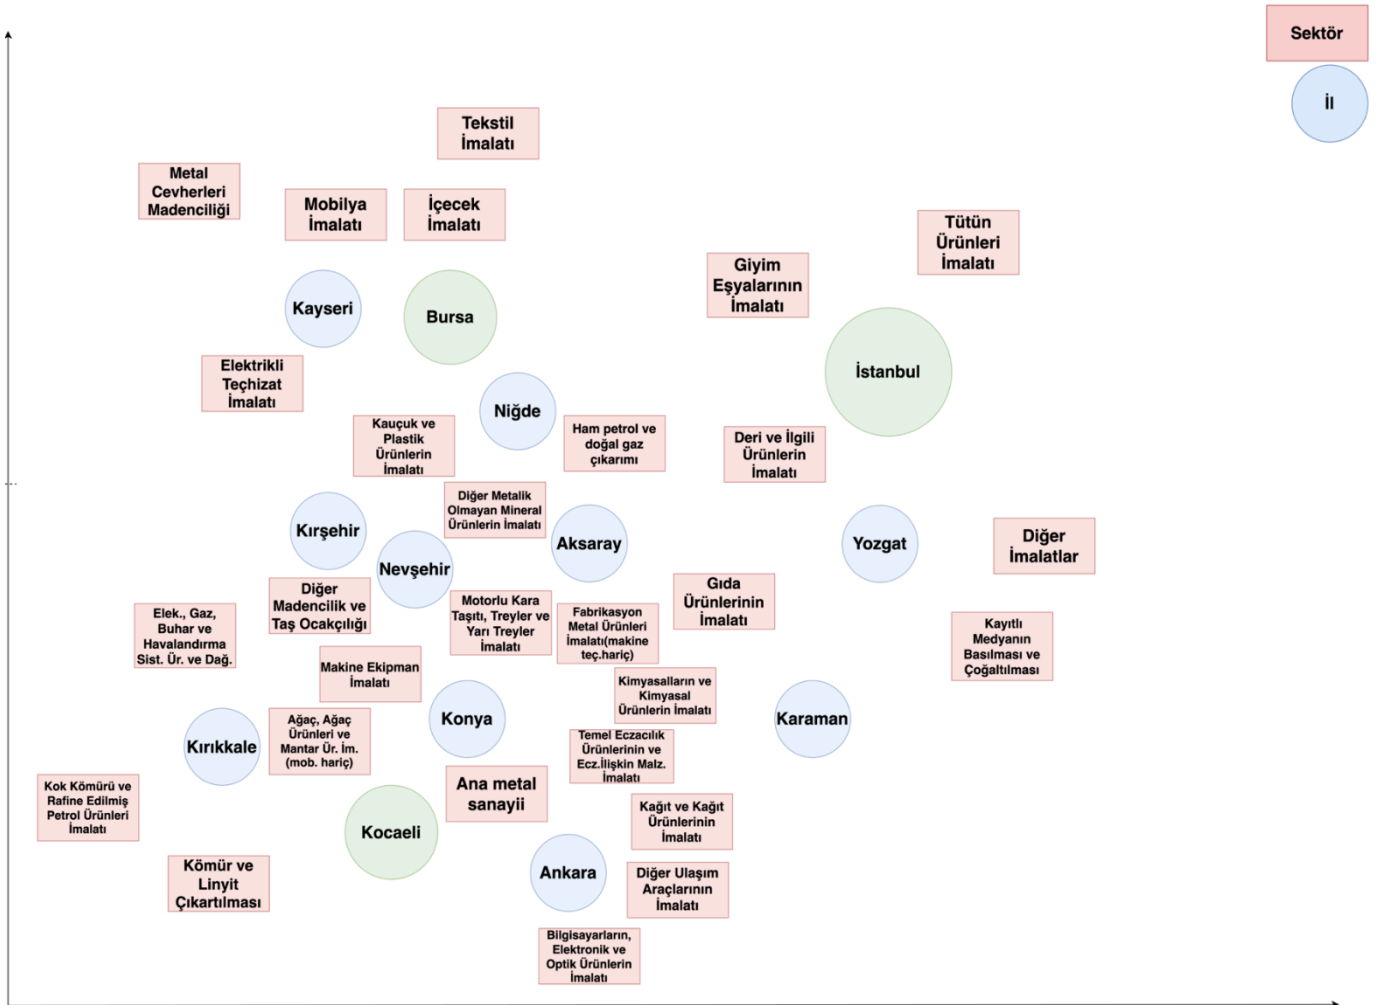 Sektör
İl
Tekstil
İmalatı
Metal
Cevherleri
Madenciliği
Mobilya
İmalatı
İçecek
İmalatı
Tütün
Ürünleri
İmalatı
Giyim
Eşyalarının
İmalatı
Kayseri
Bursa
İstanbul
Elektrikli
Teçhizat
İmalatı
Niğde
Kauçuk ve
Plastik
Ürünlerin
İmalatı
Ham petrol ve
doğal gaz
çıkarımı
Deri ve İlgili
Ürünlerin
İmalatı
Diğer Metalik
Olmayan Mineral
Ürünlerin İmalatı
Kırşehir
Nevşehir
Aksaray
Yozgat
Diğer
İmalatlar
Diğer
Madencilik ve
Taş Ocakçılığı
Gıda
Ürünlerinin
İmalatı
Elek., Gaz,
Buhar ve
Havalandırma
Sist. Ür. ve Dağ.
Motorlu Kara
Taşıtı, Treyler ve
Yarı Treyler
İmalatı
Fabrikasyon
Metal Ürünleri
İmalatı(makine
teç.hariç)
Kayıtlı
Medyanın
Basılması ve
Çoğaltılması
Makine Ekipman
İmalatı
Kimyasalların ve
Kimyasal
Ürünlerin İmalatı
Kırıkkale
Ağaç, Ağaç
Ürünleri ve
Mantar Ür. İm.
(mob. hariç)
Konya
Karaman
Temel Eczacılık
Ürünlerinin ve
Ecz.İlişkin Malz.
İmalatı
Kok Kömürü ve
Rafine Edilmiş
Petrol Ürünleri
İmalatı
Ana metal
sanayii
Kağıt ve Kağıt
Ürünlerinin
İmalatı
Kocaeli
Kömür ve
Linyit
Çıkartılması
Ankara
Diğer Ulaşım
Araçlarının
İmalatı
Bilgisayarların,
Elektronik ve
Optik Ürünlerin
İmalatı